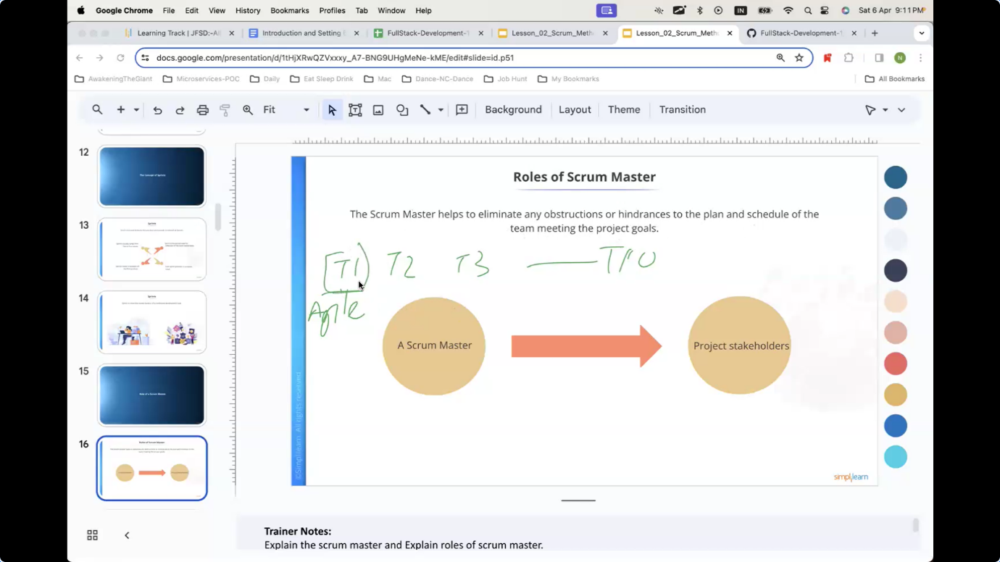 Google Chrome File Edit View History Bookmarks Profiles Tab Window Help IN Sat 6 Apr 9:11 PM
Learning Track | JFSD:-Al Introduction and Setting E FullStack-Development-1 Lesson_02_Scrum_Meth Lesson_02_Scrum_Meth FullStack-Development-1
docs.google.com/presentation/d/1tHjXRwQZVxxxy_A7-BNG9UHgMeNe-kME/edit#slide=id.p51 N
AwakeningTheGiant Microservices-POC Daily Eat Sleep Drink Mac Dance-NC-Dance Job Hunt My Bookmarks All Bookmarks
Fit Background Layout Theme Transition
12
The Concept of Sprints
13
Sprints
14
Sprints
15
Role of a Scrum Master
16
Roles of Scrum Master
Roles of Scrum Master
The Scrum Master helps to eliminate any obstructions or hindrances to the plan and schedule of the
team meeting the project goals.
T1 T2 T3 T10
Agile
A Scrum Master
Project stakeholders
©Simplilearn. All rights reserved.
simplilearn
Trainer Notes:
Explain the scrum master and Explain roles of scrum master.